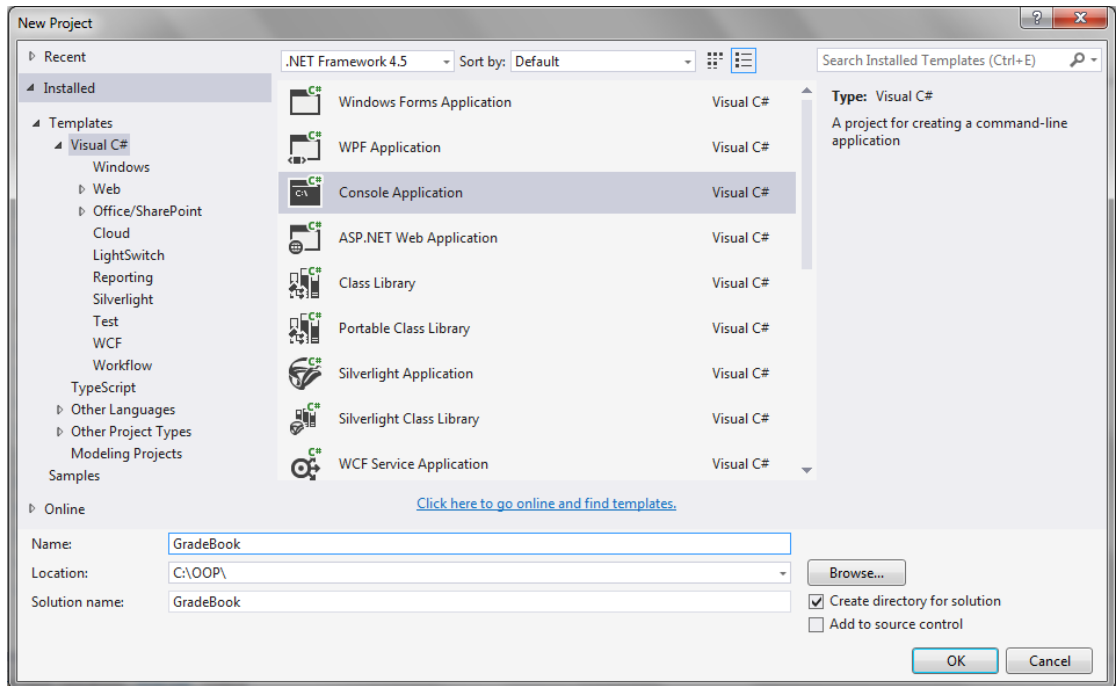 New Project
Recent
Installed
Templates
Visual C#
Windows
Web
Office/SharePoint
Cloud
LightSwitch
Reporting
Silverlight
Test
WCF
Workflow
TypeScript
Other Languages
Other Project Types
Modeling Projects
Samples
Online
.NET Framework 4.5 Sort by: Default
Windows Forms Application Visual C#
WPF Application Visual C#
Console Application Visual C#
ASP.NET Web Application Visual C#
Class Library Visual C#
Portable Class Library Visual C#
Silverlight Application Visual C#
Silverlight Class Library Visual C#
WCF Service Application Visual C#
Click here to go online and find templates.
Search Installed Templates (Ctrl+E)
Type: Visual C#
A project for creating a command-line
application
Name: GradeBook
Location: C:\OOP\
Browse...
Solution name: GradeBook
Create directory for solution
Add to source control
OK Cancel